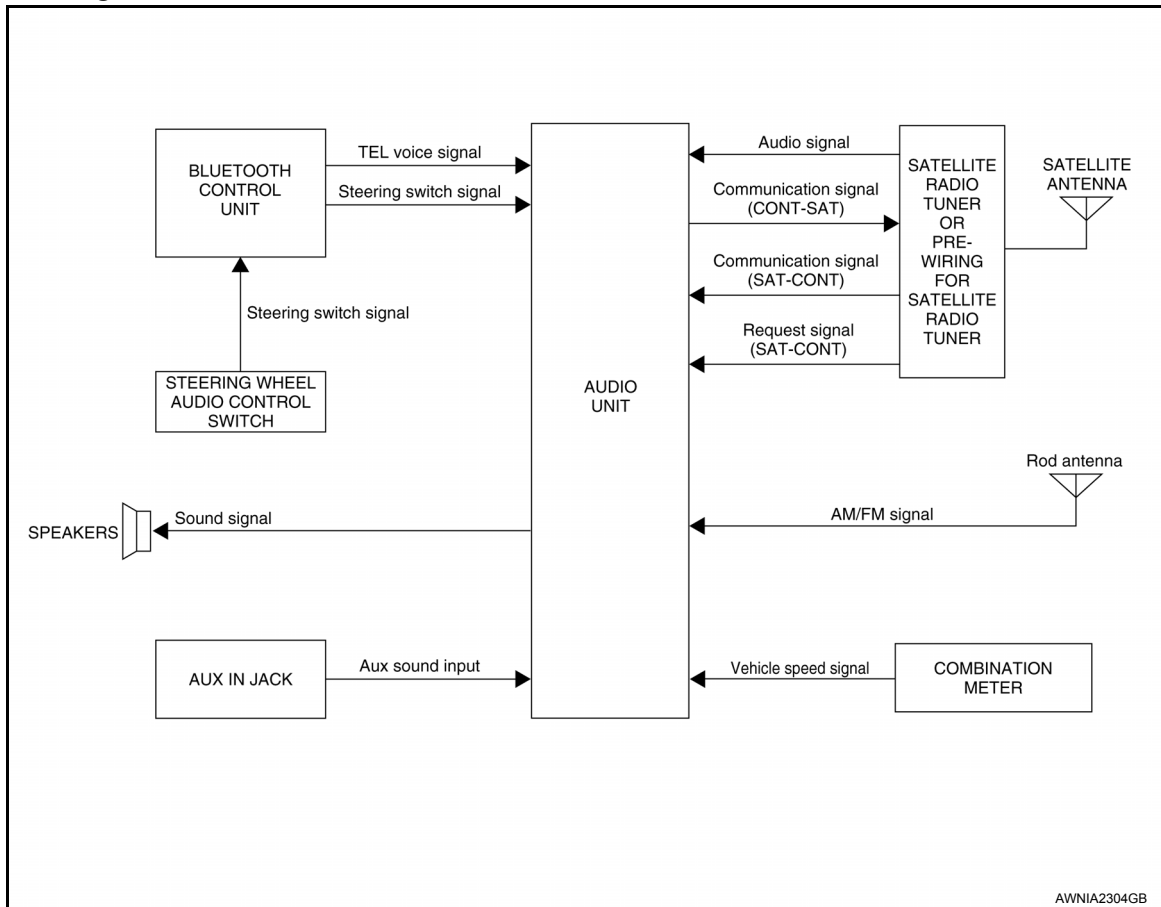 BLUETOOTH
CONTROL
UNIT
TEL voice signal
Steering switch signal
Steering switch signal
STEERING WHEEL
AUDIO CONTROL
SWITCH
SPEAKERS
Sound signal
AUX IN JACK
Aux sound input
AUDIO
UNIT
Audio signal
Communication signal
(CONT-SAT)
Communication signal
(SAT-CONT)
Request signal
(SAT-CONT)
SATELLITE
RADIO
TUNER
OR
PRE-
WIRING
FOR
SATELLITE
RADIO
TUNER
SATELLITE
ANTENNA
Rod antenna
AM/FM signal
Vehicle speed signal
COMBINATION
METER
AWNIA2304GB